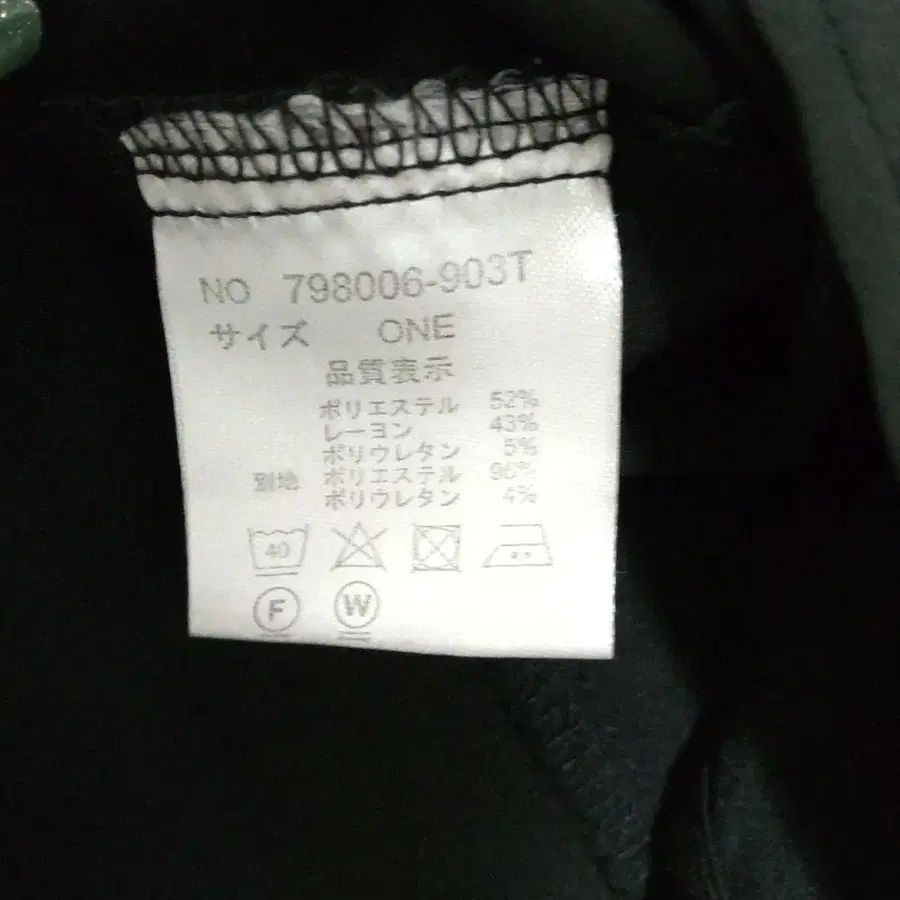 NO 798006-903T
サイズ ONE
品質表示
ポリエステル 52%
レーヨン 43%
ポリウレタン 5%
別地 ポリエステル 96%
ポリウレタン 4%
40
F W